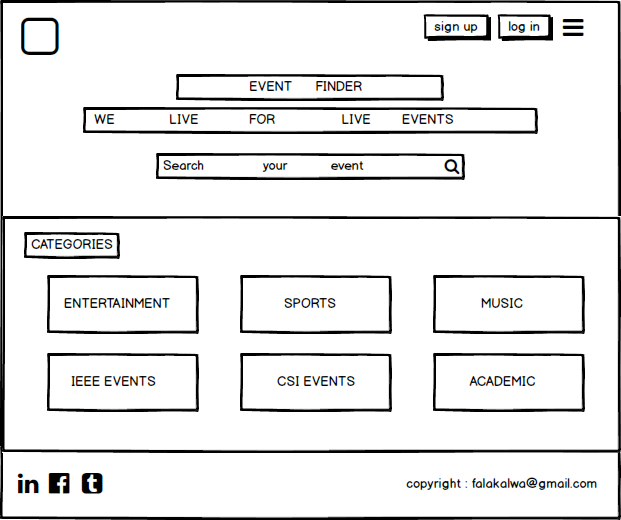 sign up log in
EVENT FINDER
WE LIVE FOR LIVE EVENTS
Search your event
CATEGORIES
ENTERTAINMENT SPORTS MUSIC
IEEE EVENTS CSI EVENTS ACADEMIC
in f t copyright : falakalwa@gmail.com